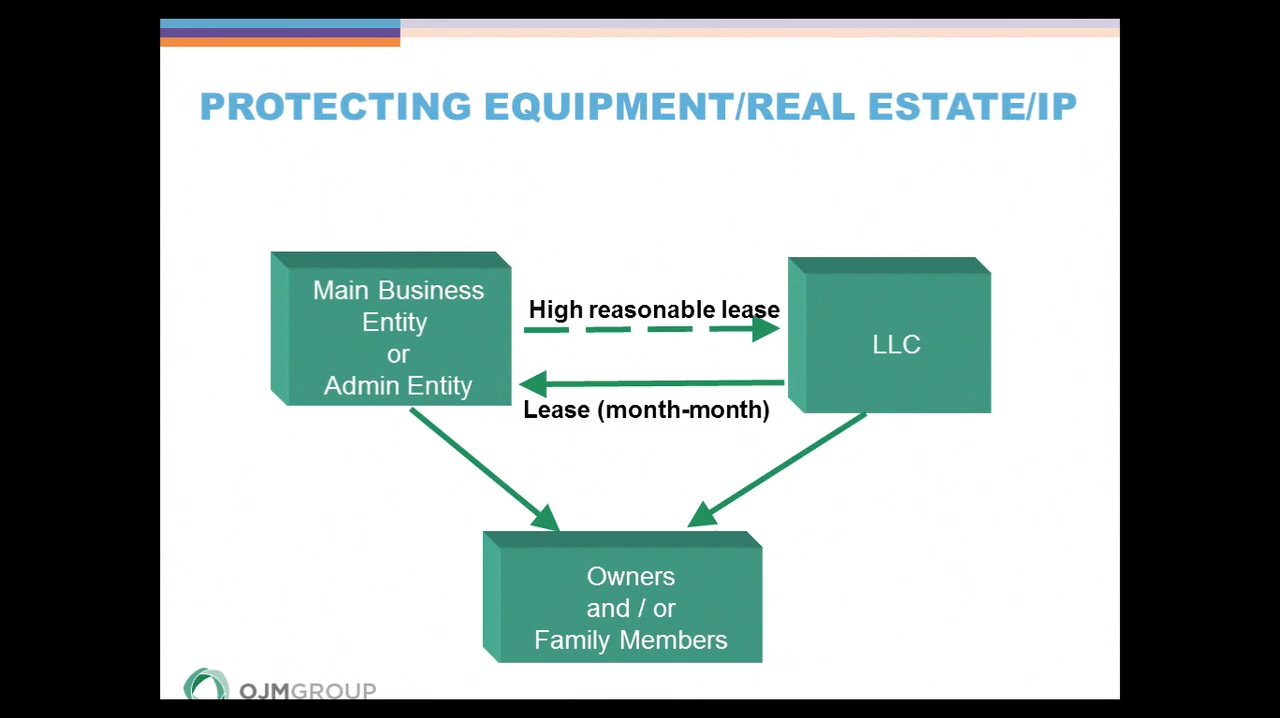 PROTECTING EQUIPMENT/REAL ESTATE/IP
Main Business
Entity
or
Admin Entity
High reasonable lease
Lease (month-month)
LLC
Owners
and / or
Family Members
OJMGROUP